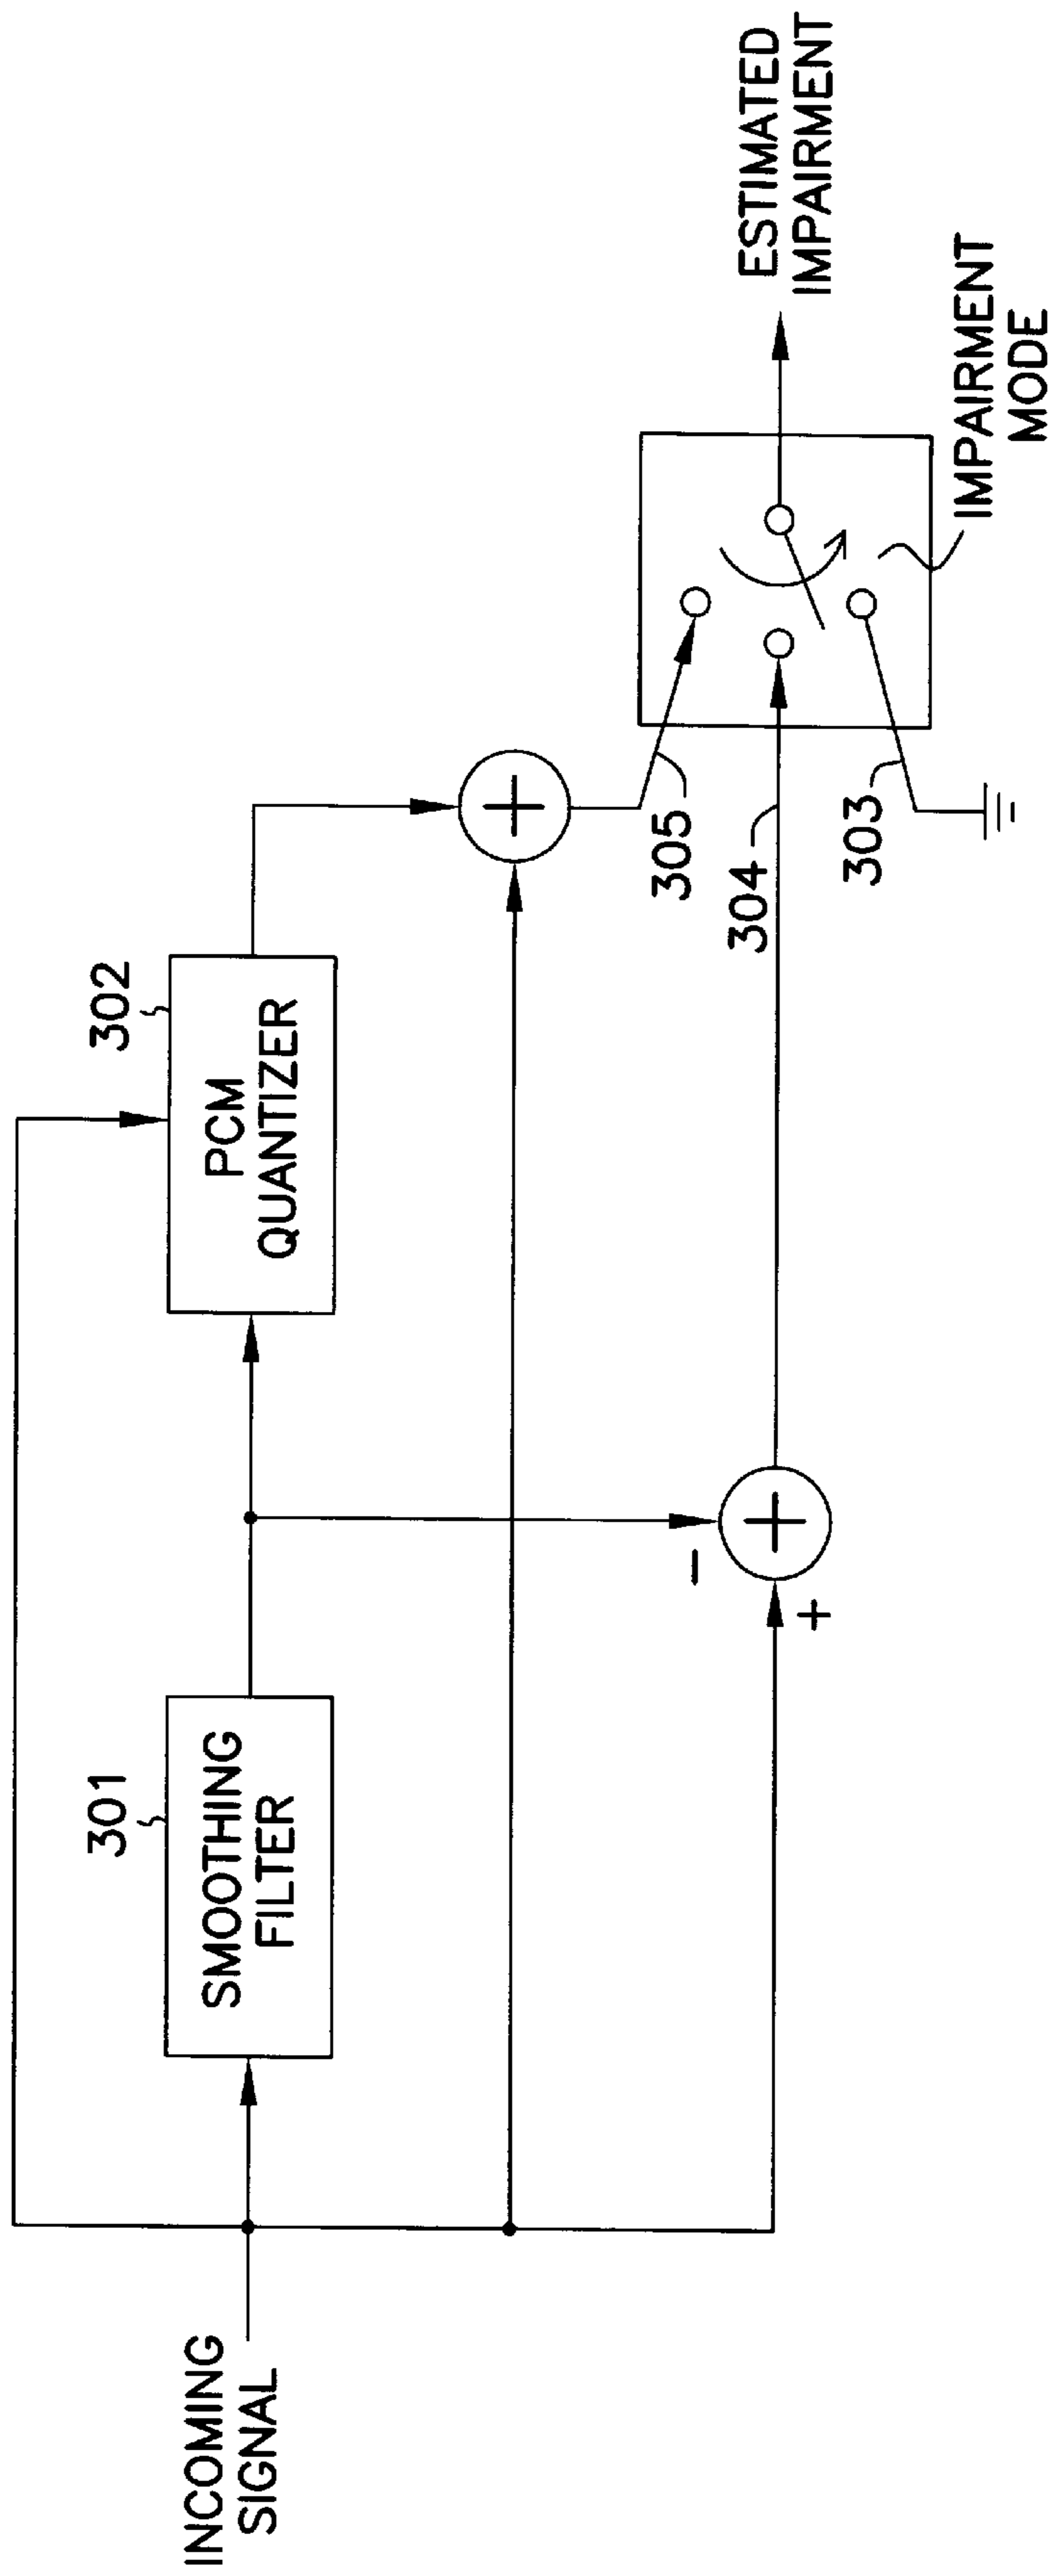 INCOMING
SIGNAL
301
SMOOTHING
FILTER
302
PCM
QUANTIZER
+
-
+
+
305
304
303
ESTIMATED
IMPAIRMENT
IMPAIRMENT
MODE